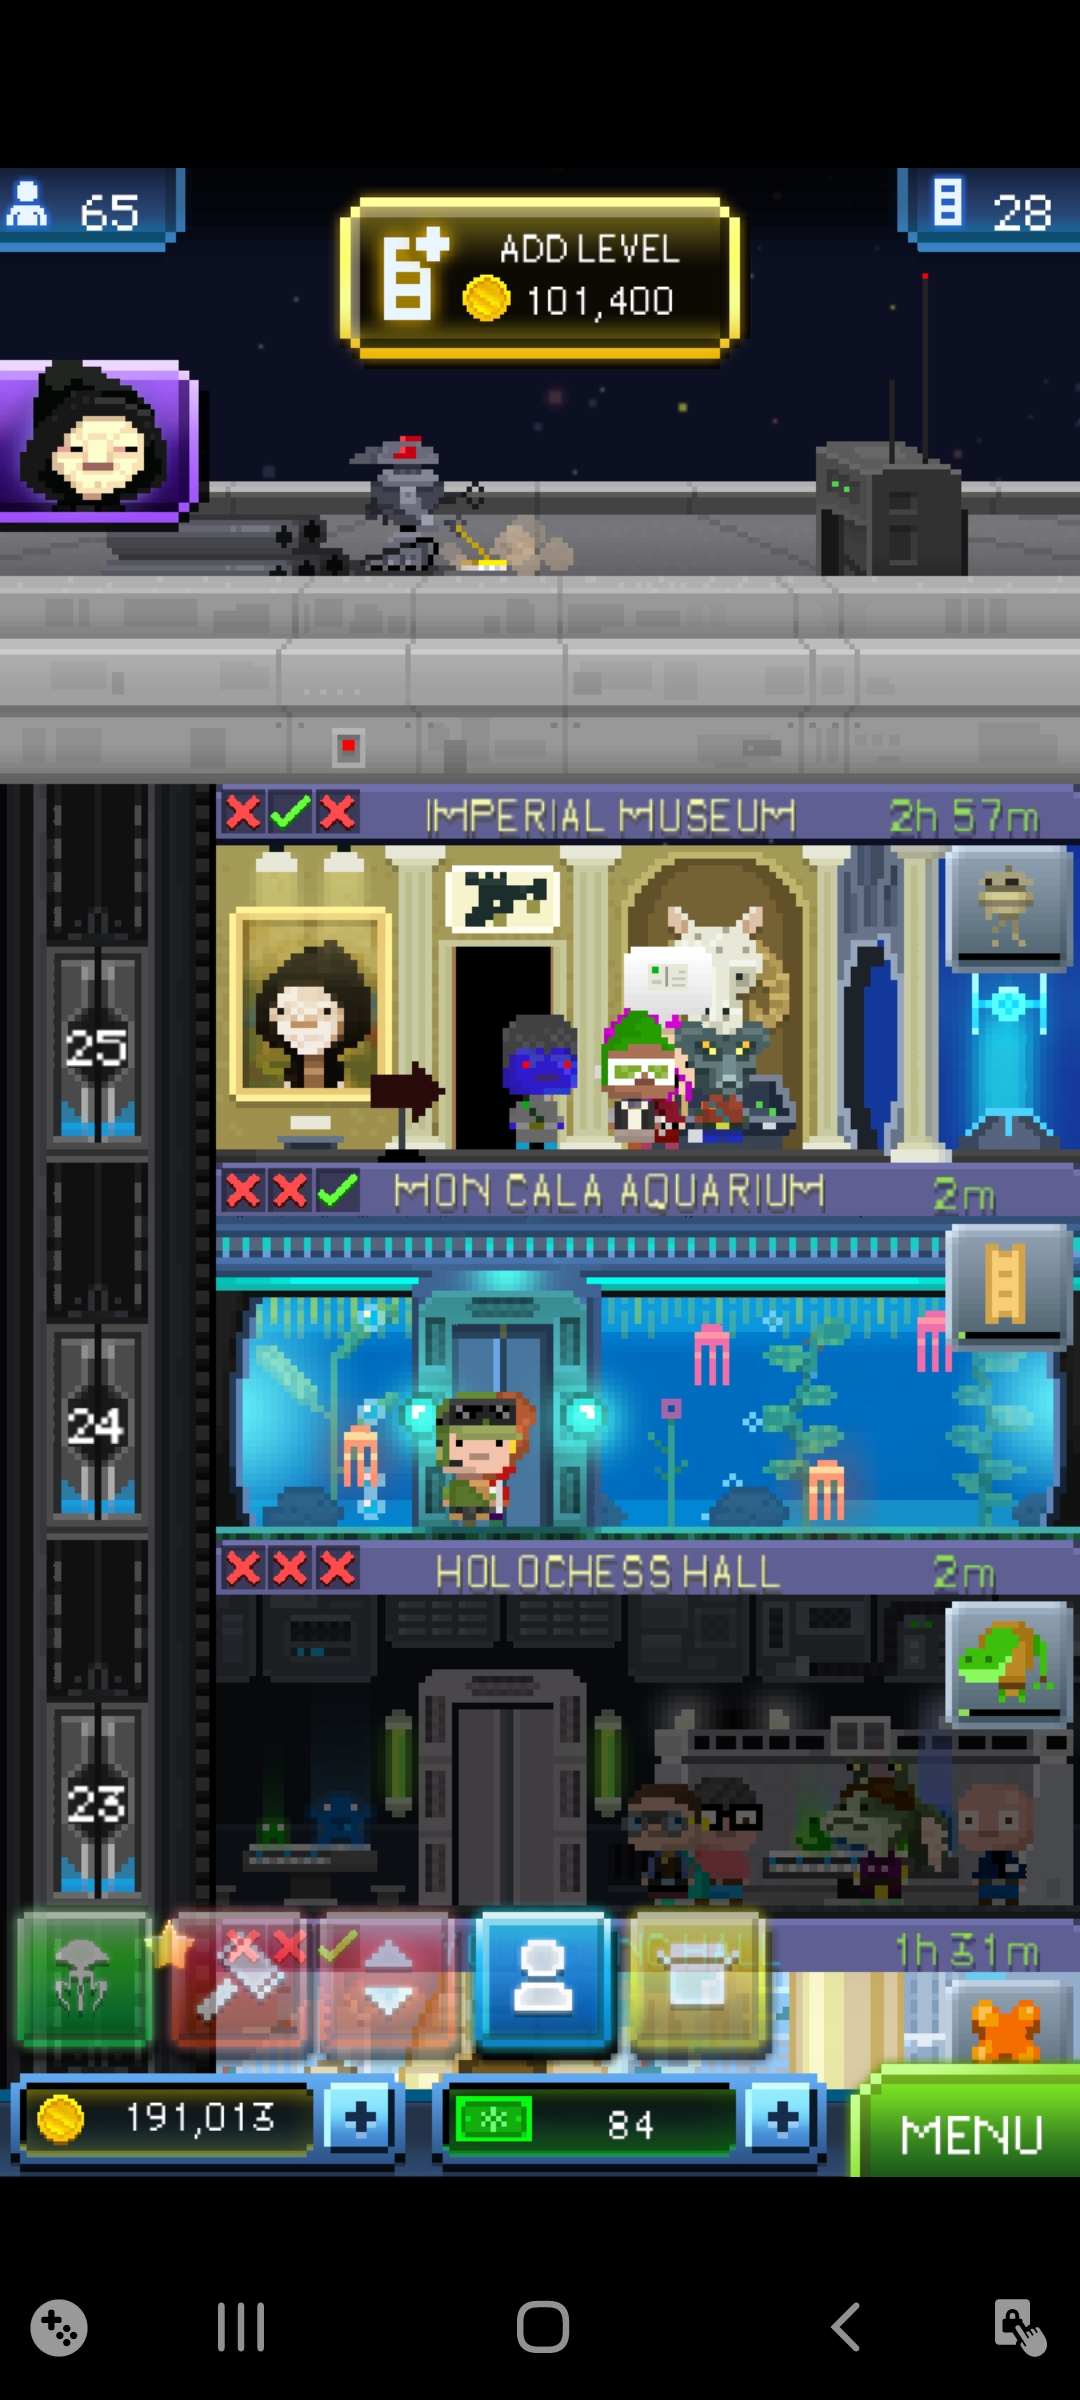 65
ADD LEVEL
101,400
28
IMPERIAL MUSEUM 2h 57m
25
MON CALA AQUARIUM 2m
24
HOLOCHESS HALL 2m
23
1h 31m
191,013
84
MENU